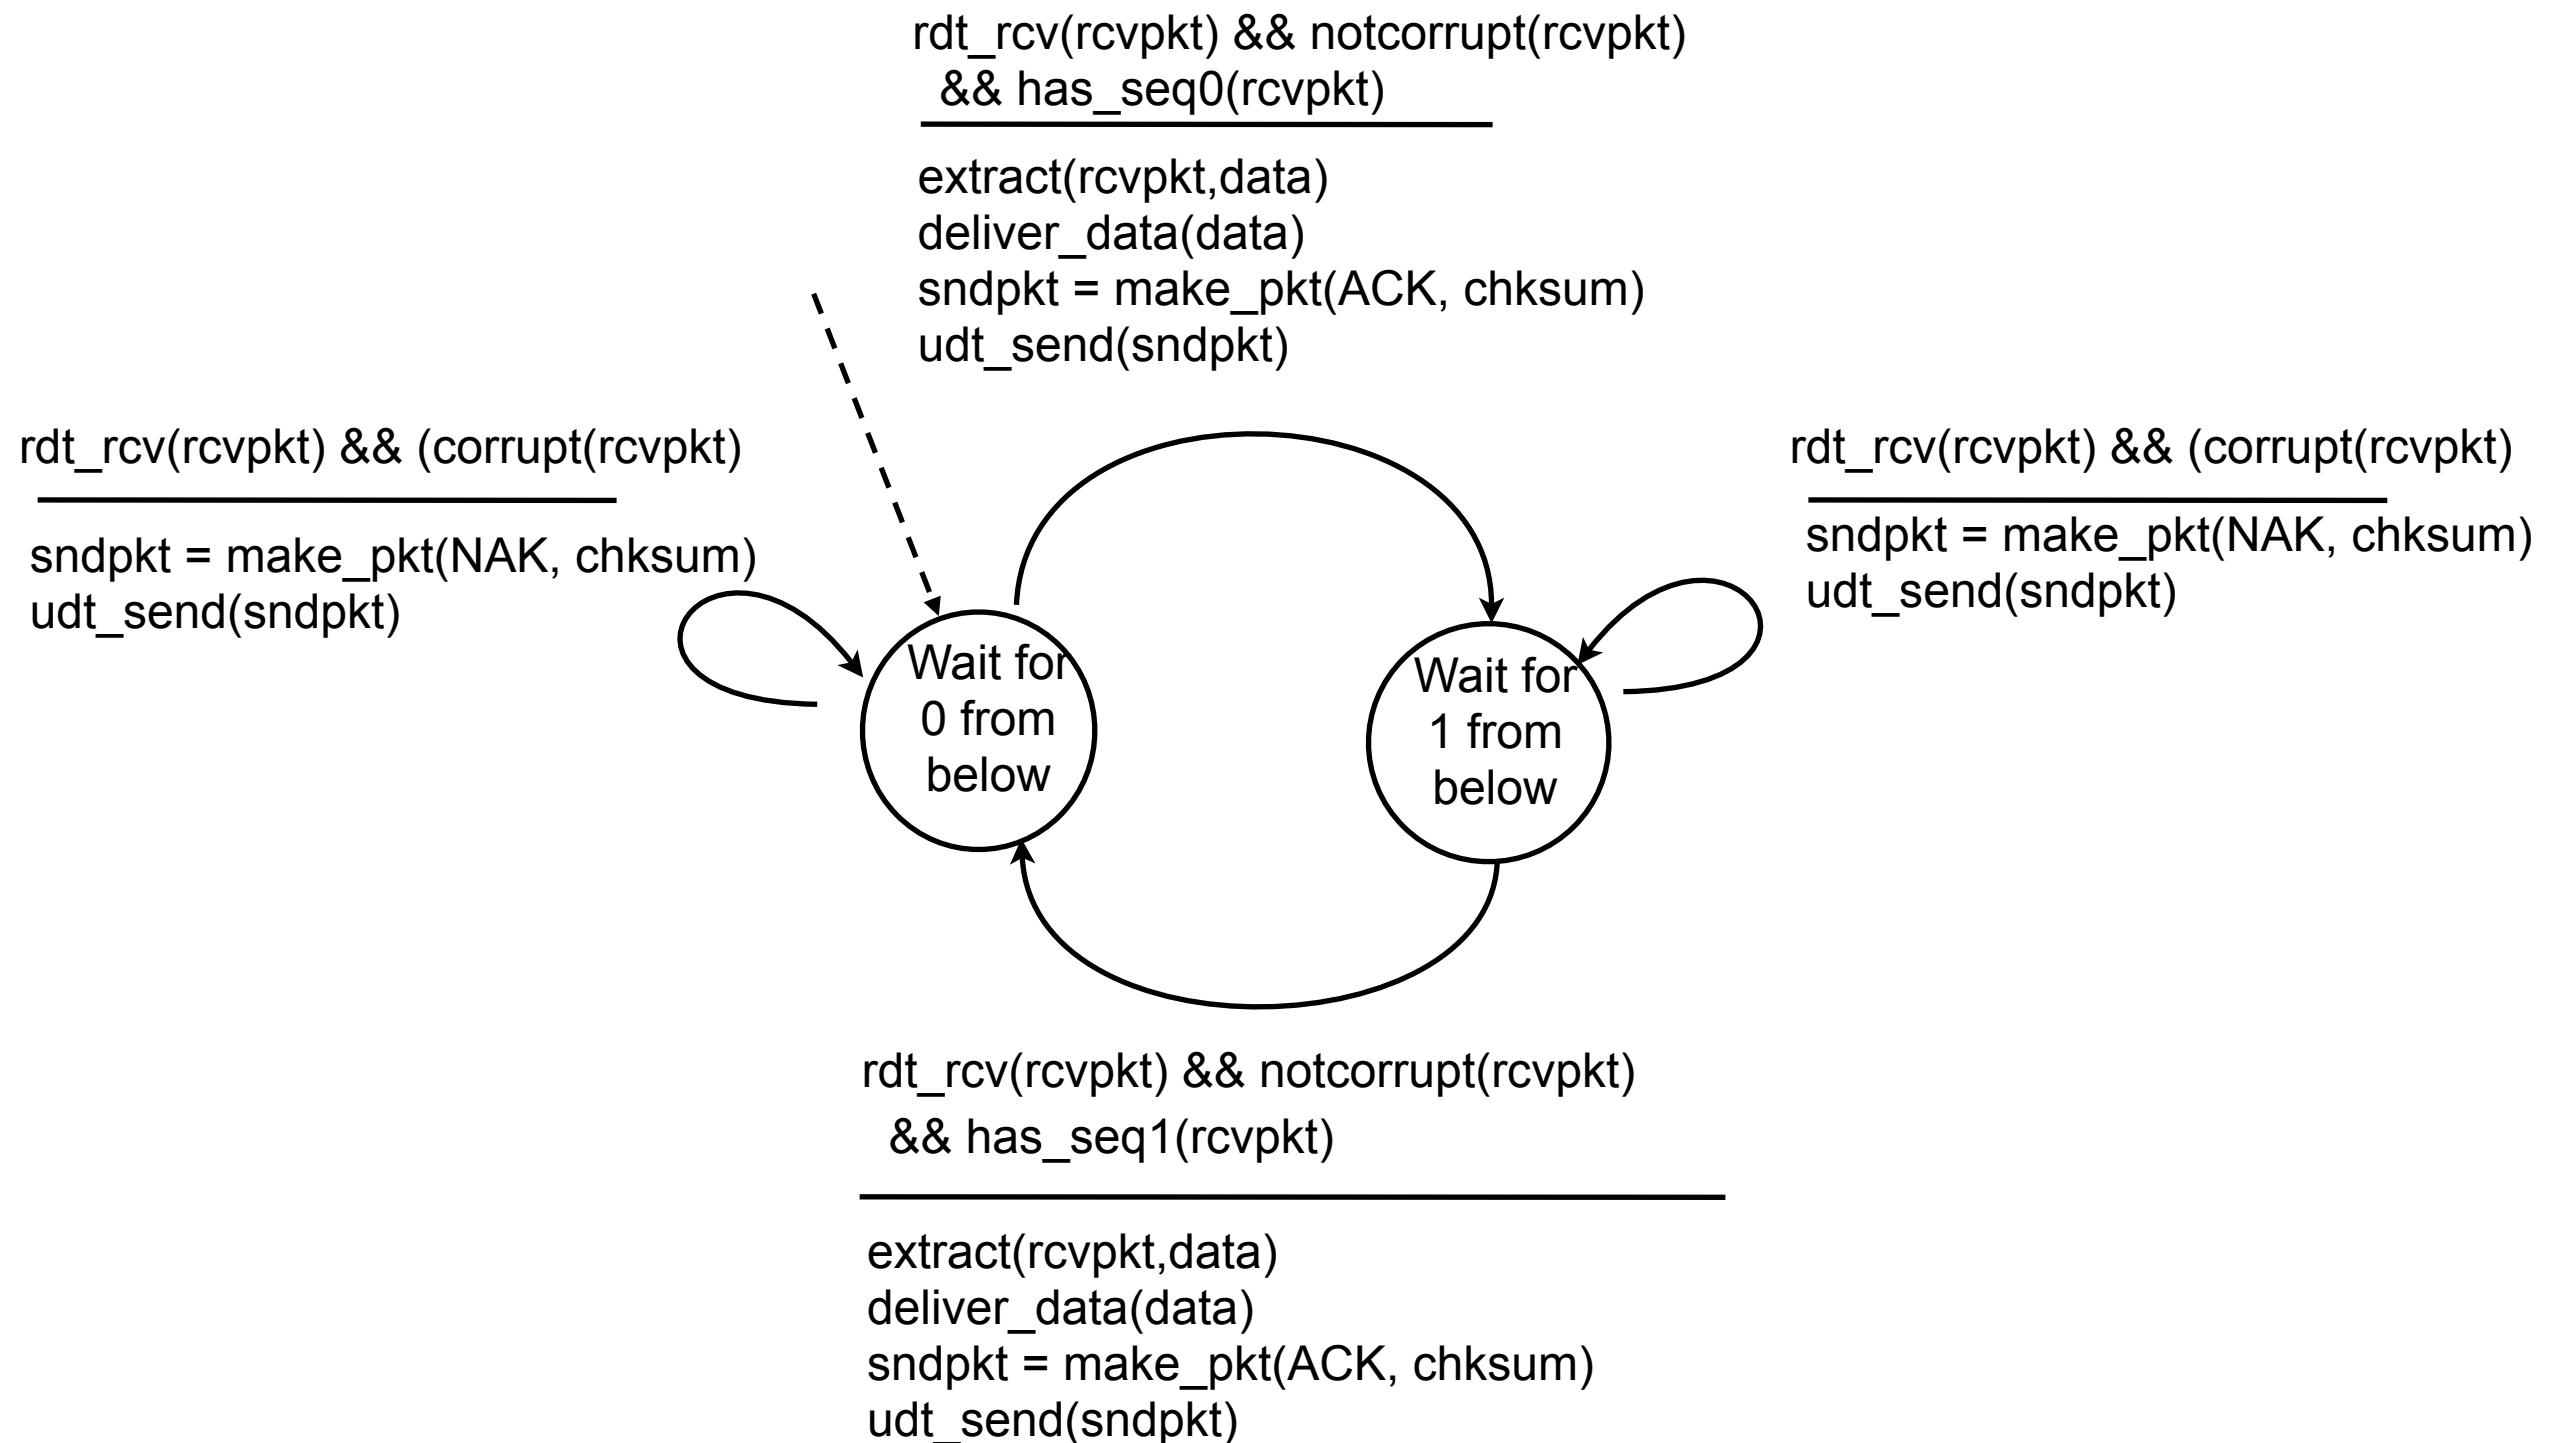 rdt_rcv(rcvpkt) && notcorrupt(rcvpkt)
&& has_seq0(rcvpkt)
extract(rcvpkt,data)
deliver_data(data)
sndpkt = make_pkt(ACK, chksum)
udt_send(sndpkt)
rdt_rcv(rcvpkt) && (corrupt(rcvpkt)
sndpkt = make_pkt(NAK, chksum)
udt_send(sndpkt)
rdt_rcv(rcvpkt) && (corrupt(rcvpkt)
sndpkt = make_pkt(NAK, chksum)
udt_send(sndpkt)
Wait for
0 from
below
Wait for
1 from
below
rdt_rcv(rcvpkt) && notcorrupt(rcvpkt)
&& has_seq1(rcvpkt)
extract(rcvpkt,data)
deliver_data(data)
sndpkt = make_pkt(ACK, chksum)
udt_send(sndpkt)